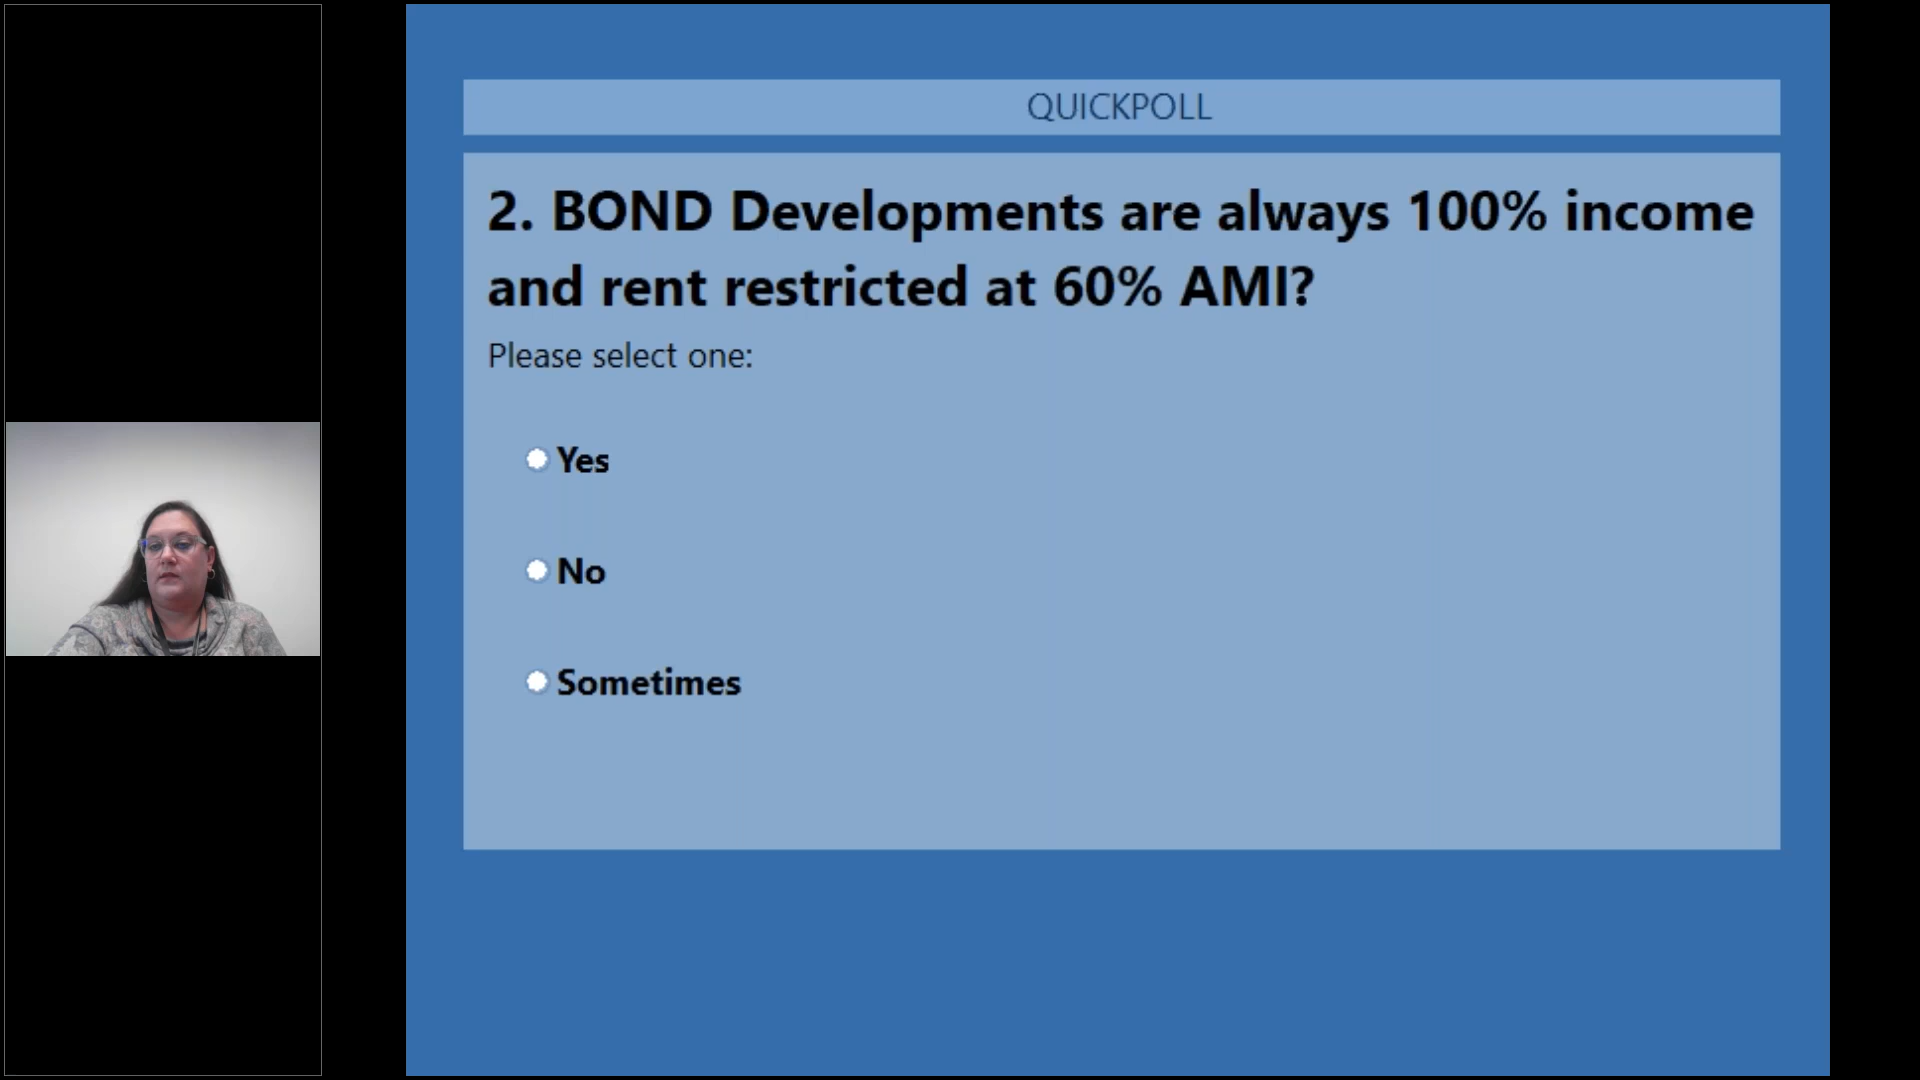 QUICKPOLL
2. BOND Developments are always 100% income
and rent restricted at 60% AMI?
Please select one:
Yes
No
Sometimes